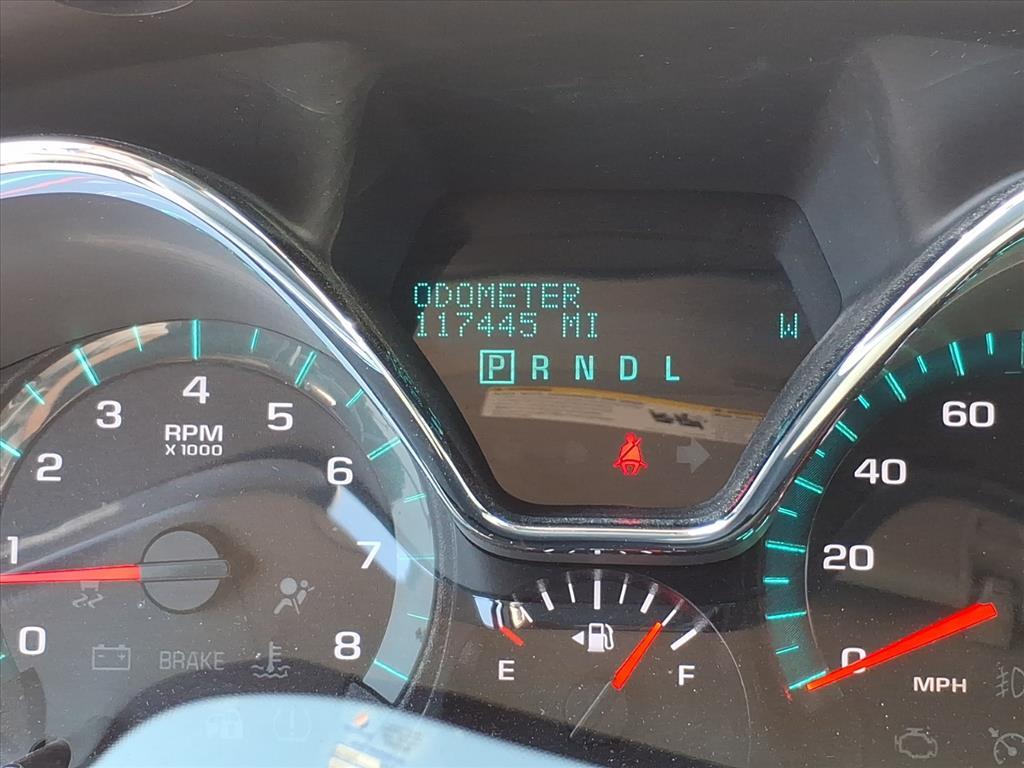 ODOMETER
117445 MI W
P R N D L
0 1 2 3 4 5 6 7 8
RPM
X 1000
BRAKE
E F
0 20 40 60
MPH